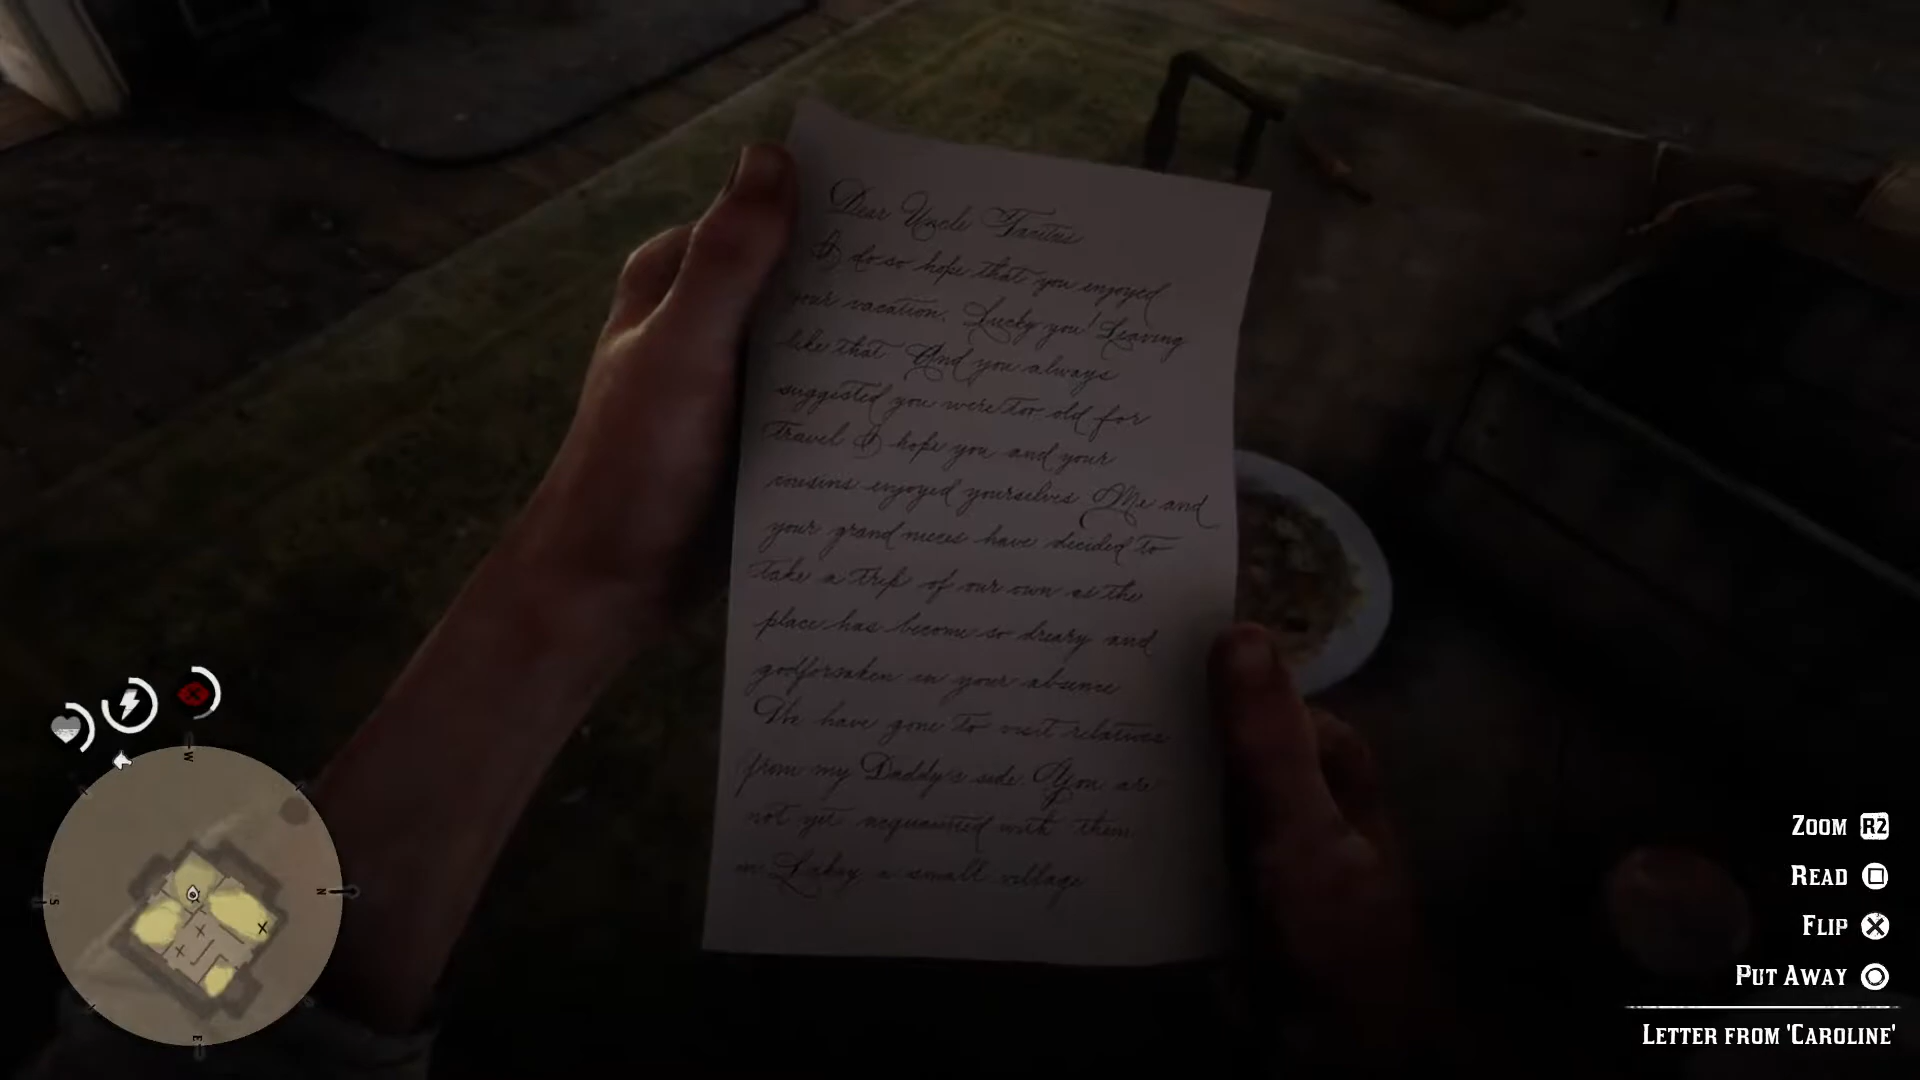 Dear Uncle Tacitus
I do so hope that you enjoyed
your vacation. Lucky you! Leaving
like that And you always
suggested you were too old for
travel I hope you and your
cousins enjoyed yourselves Me and
your grand nieces have decided to
take a trip of our own as the
place has become so dreary and
godforsaken in your absence
We have gone to visit relatives
from my Daddy's side. You are
not yet acquainted with them
in Lakay, a small village
W
N
S
E
ZOOM R2
READ
FLIP
PUT AWAY
LETTER FROM 'CAROLINE'